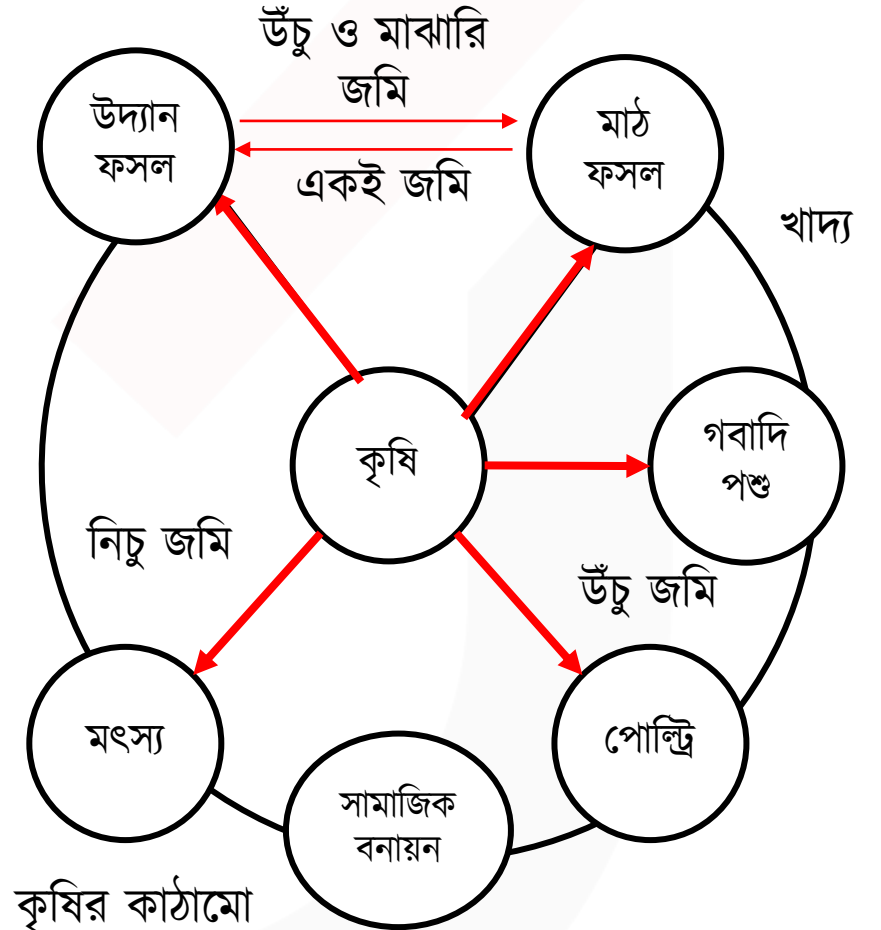 উঁচু ও মাঝারি
জমি
উদ্যান
ফসল
মাঠ
ফসল
একই জমি
খাদ্য
গবাদি
পশু
কৃষি
নিচু জমি
উঁচু জমি
মৎস্য
পোল্ট্রি
সামাজিক
বনায়ন
কৃষির কাঠামো